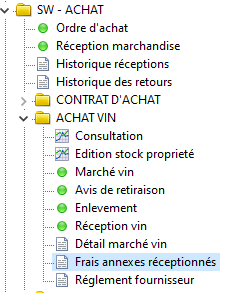 SW - ACHAT
Ordre d'achat
Réception marchandise
Historique réceptions
Historique des retours
CONTRAT D'ACHAT
ACHAT VIN
Consultation
Edition stock propriété
Marché vin
Avis de retiraison
Enlevement
Réception vin
Détail marché vin
Frais annexes réceptionnés
Réglement fournisseur